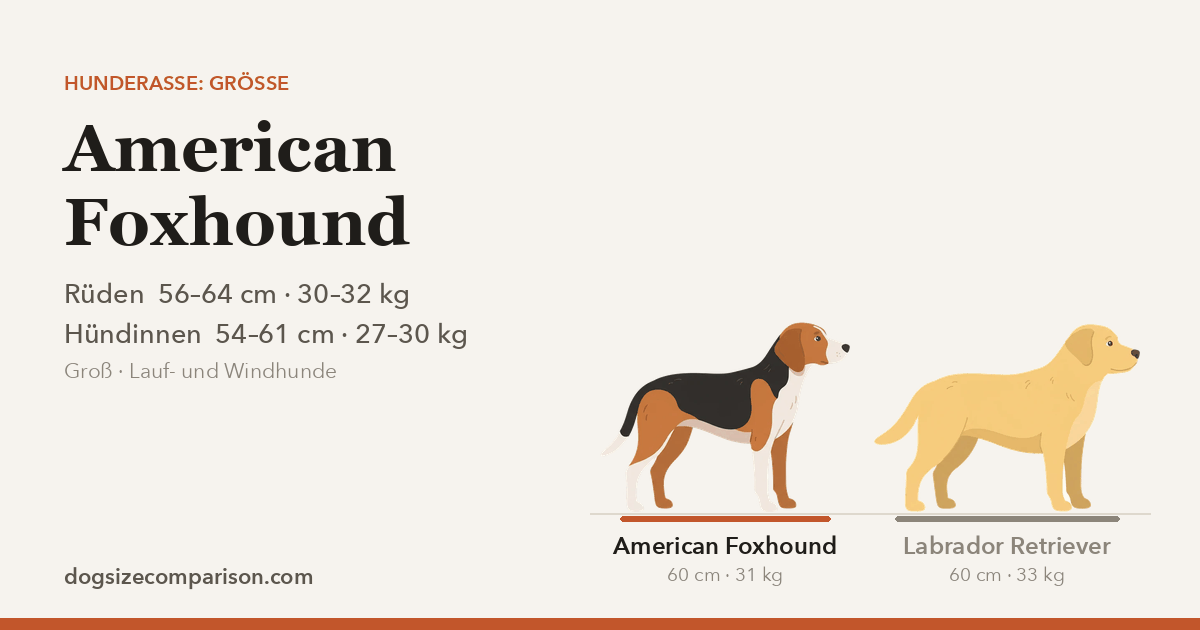 HUNDERASSE: GRÖSSE
American
Foxhound
Rüden 56–64 cm · 30–32 kg
Hündinnen 54–61 cm · 27–30 kg
Groß · Lauf- und Windhunde
American Foxhound
60 cm · 31 kg
Labrador Retriever
60 cm · 33 kg
dogsizecomparison.com